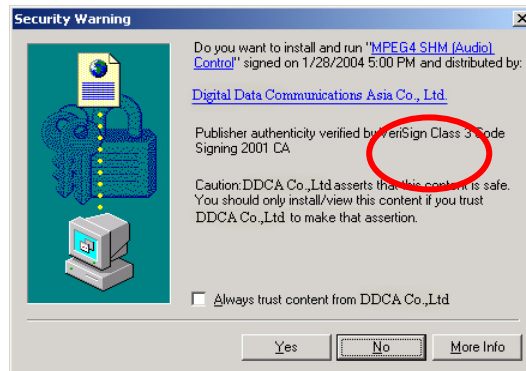 Security Warning
Do you want to install and run "MPEG4 SHM (Audio)
Control" signed on 1/28/2004 5:00 PM and distributed by:
Digital Data Communications Asia Co., Ltd.
Publisher authenticity verified by VeriSign Class 3 Code
Signing 2001 CA
Caution:DDCA Co.,Ltd asserts that this content is safe.
You should only install/view this content if you trust
DDCA Co.,Ltd to make that assertion.
Always trust content from DDCA Co.,Ltd
Yes No More Info